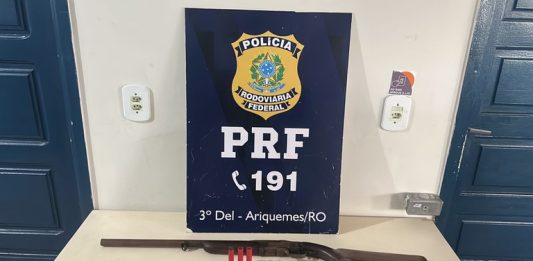 POLÍCIA
RODOVIÁRIA
FEDERAL
PRF
191
3º Del - Ariquemes/RO